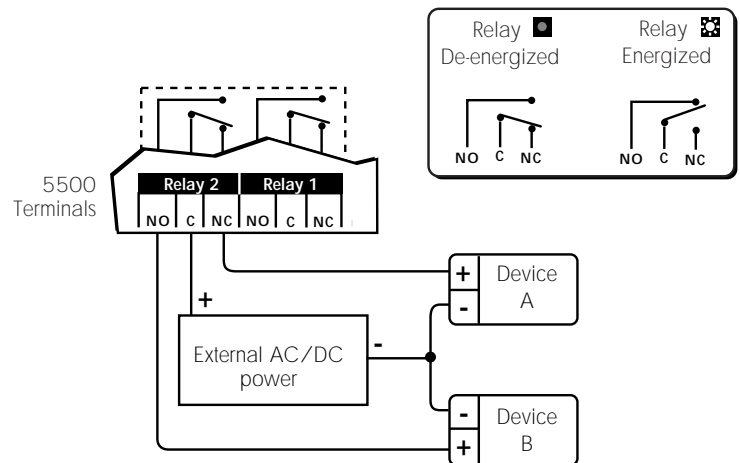 Relay
De-energized
Relay
Energized
NO C NC
NO C NC
5500
Terminals
Relay 2 Relay 1
NO C NC NO C NC
+
External AC/DC
power
-
+
-
Device
A
-
+
Device
B